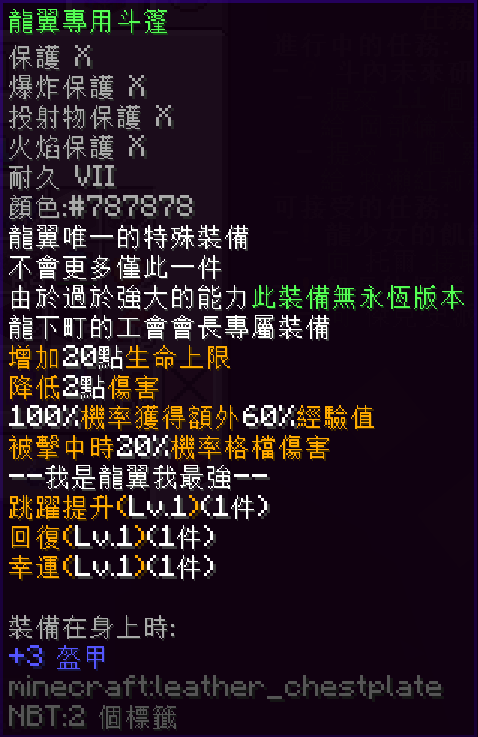 龍翼專用斗篷
保護 X
爆炸保護 X
投射物保護 X
火焰保護 X
耐久 VII
顏色:#787878
龍翼唯一的特殊裝備
不會更多僅此一件
由於過於強大的能力此裝備無永恆版本
龍下町的工會會長專屬裝備
增加20點生命上限
降低2點傷害
100%機率獲得額外60%經驗值
被擊中時20%機率格檔傷害
--我是龍翼我最強--
跳躍提升(Lv.1)(1件)
回復(Lv.1)(1件)
幸運(Lv.1)(1件)
裝備在身上時:
+3 盔甲
minecraft:leather_chestplate
NBT:2 個標籤